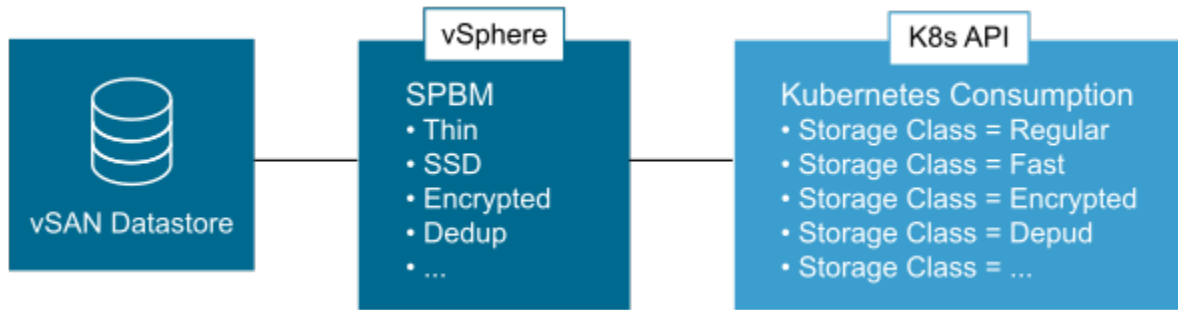 vSAN Datastore
vSphere
SPBM
• Thin
• SSD
• Encrypted
• Dedup
• ...
K8s API
Kubernetes Consumption
• Storage Class = Regular
• Storage Class = Fast
• Storage Class = Encrypted
• Storage Class = Depud
• Storage Class = ...